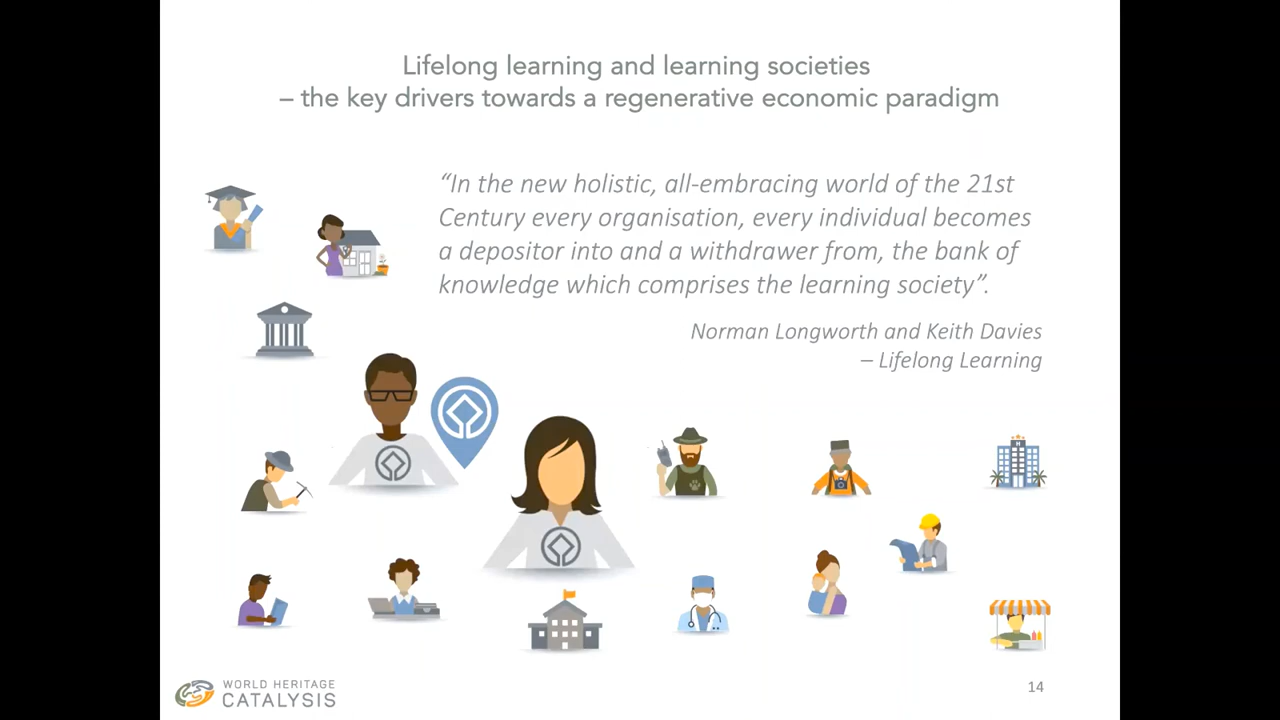 Lifelong learning and learning societies
– the key drivers towards a regenerative economic paradigm
“In the new holistic, all-embracing world of the 21st
Century every organisation, every individual becomes
a depositor into and a withdrawer from, the bank of
knowledge which comprises the learning society”.
Norman Longworth and Keith Davies
– Lifelong Learning
H
WORLD HERITAGE
CATALYSIS
14